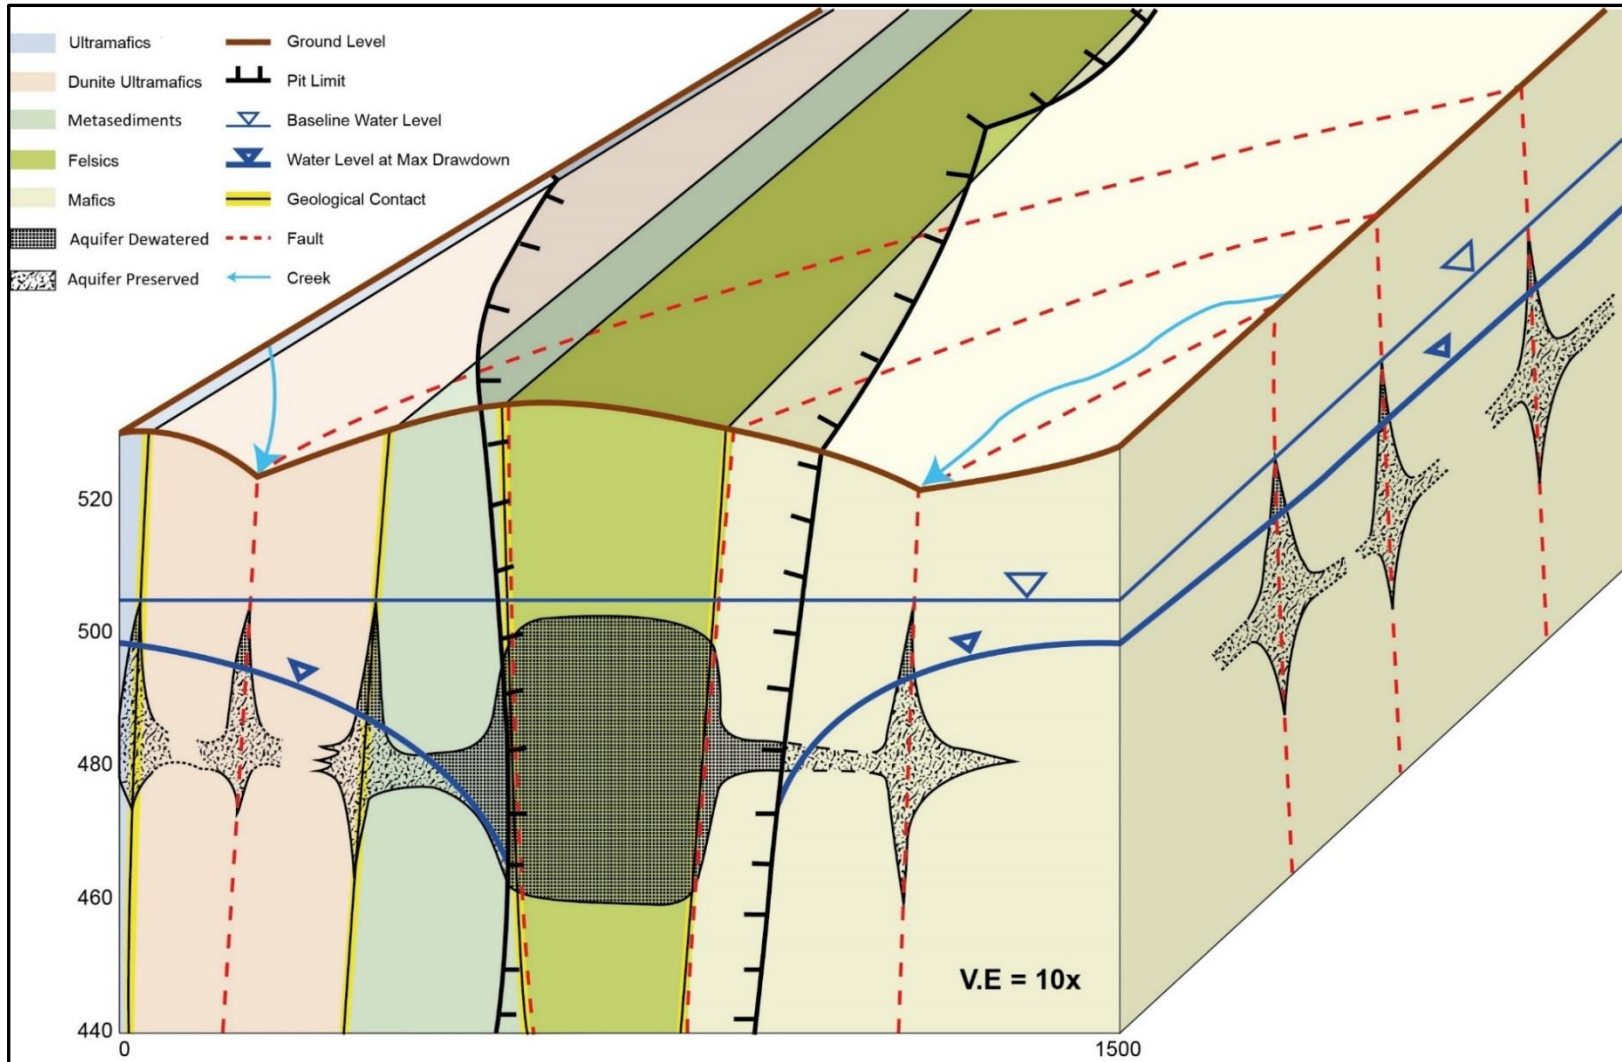 Ultramafics
Ground Level
Dunite Ultramafics
Pit Limit
Metasediments
Baseline Water Level
Felsics
Water Level at Max Drawdown
Mafics
Geological Contact
Aquifer Dewatered
Fault
Aquifer Preserved
Creek
520
500
480
460
440
V.E = 10x
0
1500